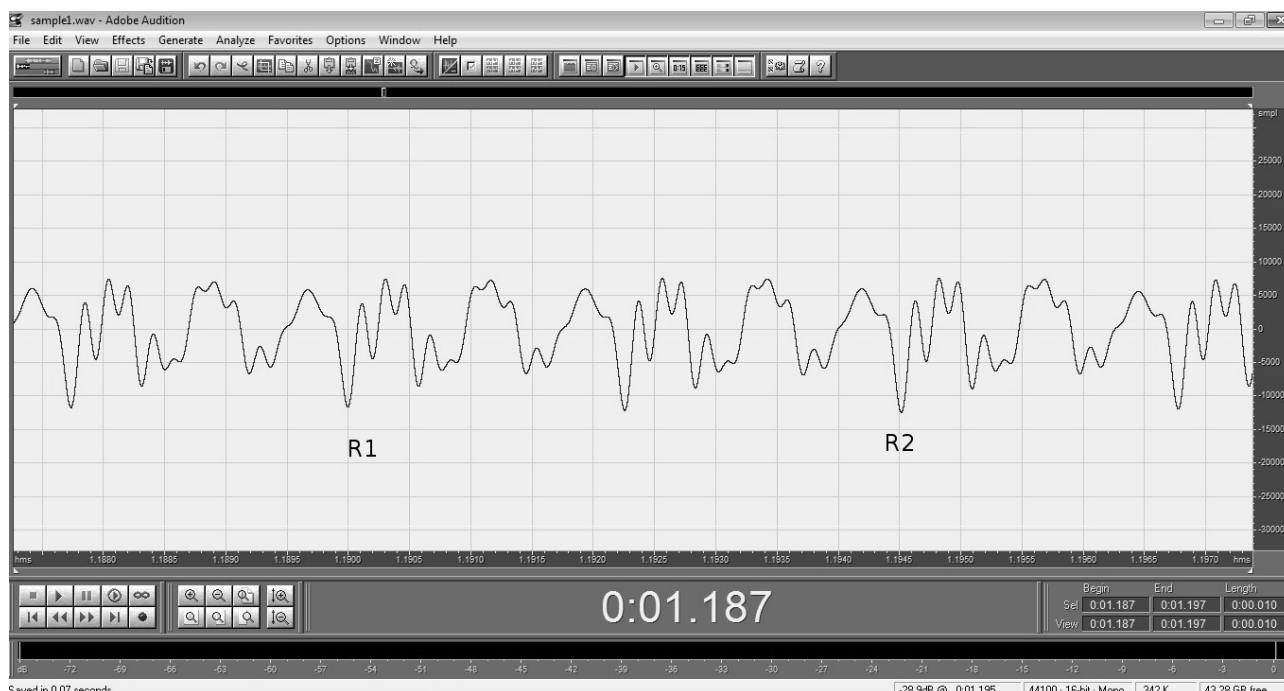 sample1.wav - Adobe Audition
File Edit View Effects Generate Analyze Favorites Options Window Help
smpl
25000
20000
15000
10000
5000
0
-5000
-10000
-15000
-20000
-25000
-30000
R1
R2
hms 1.1880 1.1885 1.1890 1.1895 1.1900 1.1905 1.1910 1.1915 1.1920 1.1925 1.1930 1.1935 1.1940 1.1945 1.1950 1.1955 1.1960 1.1965 1.1970 hms
0:01.187
Begin End Length
Sel 0:01.187 0:01.197 0:00.010
View 0:01.187 0:01.197 0:00.010
dB -72 -69 -66 -63 -60 -57 -54 -51 -48 -45 -42 -39 -36 -33 -30 -27 -24 -21 -18 -15 -12 -9 -6 -3 0
Saved in 0.07 seconds -28.9dB @ 0:01.195 44100 · 16-bit · Mono 342 K 43.28 GB free